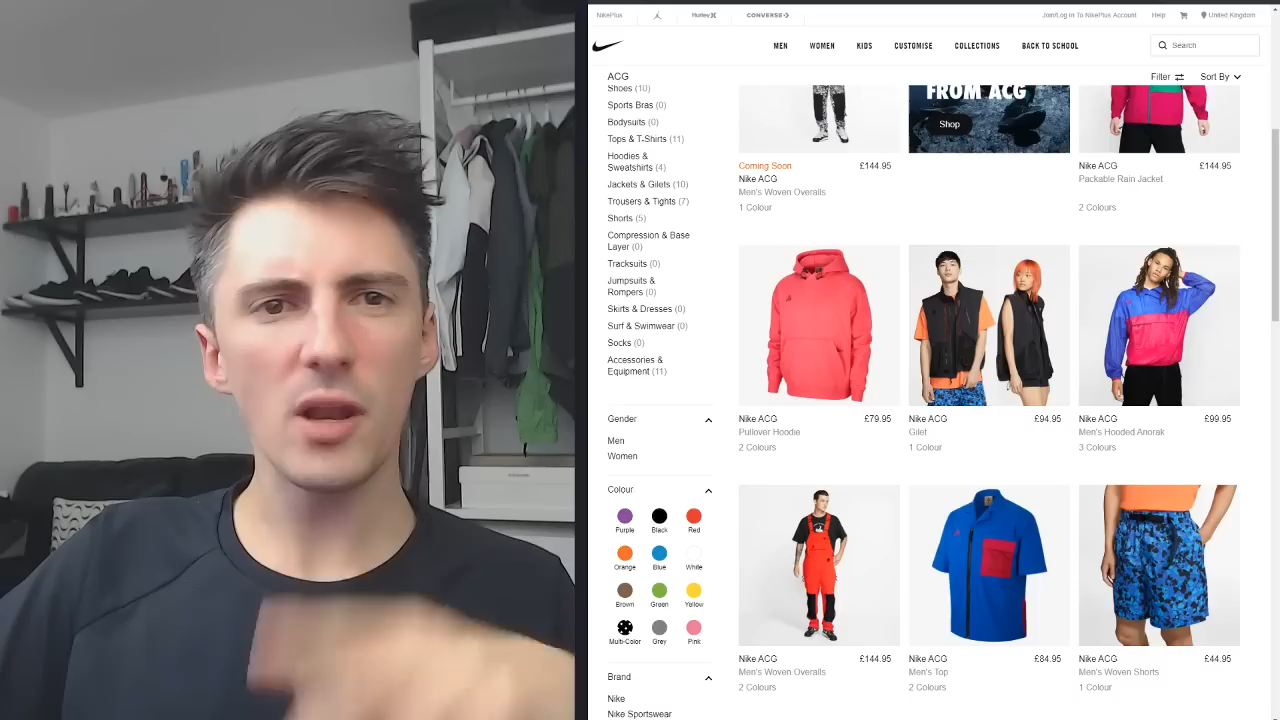 NikePlus
Hurley
CONVERSE
Join/Log In To NikePlus Account
Help
United Kingdom
MEN
WOMEN
KIDS
CUSTOMISE
COLLECTIONS
BACK TO SCHOOL
Search
ACG
Filter
Sort By
Shoes (10)
Sports Bras (0)
Bodysuits (0)
Tops & T-Shirts (11)
Hoodies &
Sweatshirts (4)
Jackets & Gilets (10)
Trousers & Tights (7)
Shorts (5)
Compression & Base
Layer (0)
Tracksuits (0)
Jumpsuits &
Rompers (0)
Skirts & Dresses (0)
Surf & Swimwear (0)
Socks (0)
Accessories &
Equipment (11)
Gender
Men
Women
Colour
Purple
Black
Red
Orange
Blue
White
Brown
Green
Yellow
Multi-Color
Grey
Pink
Brand
Nike
Nike Sportswear
FROM ACG
Shop
Coming Soon £144.95
Nike ACG
Men's Woven Overalls
1 Colour
Nike ACG £144.95
Packable Rain Jacket
2 Colours
Nike ACG £79.95
Pullover Hoodie
2 Colours
Nike ACG £94.95
Gilet
1 Colour
Nike ACG £99.95
Men's Hooded Anorak
3 Colours
Nike ACG £144.95
Men's Woven Overalls
2 Colours
Nike ACG £84.95
Men's Top
2 Colours
Nike ACG £44.95
Men's Woven Shorts
1 Colour